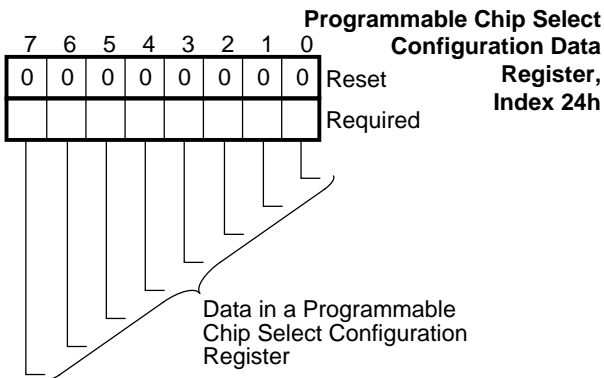 Programmable Chip Select
Configuration Data
Register,
Index 24h
7 6 5 4 3 2 1 0
0 0 0 0 0 0 0 0 Reset
Required
Data in a Programmable
Chip Select Configuration
Register